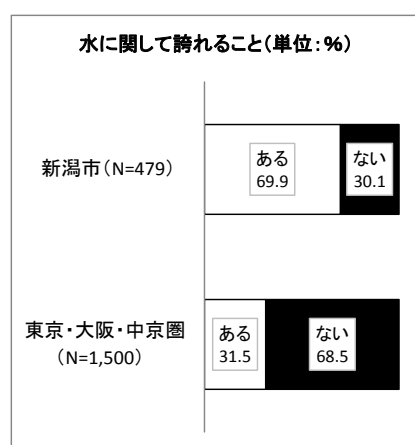 水に関して誇れること(単位:%)
新潟市(N=479)
ある
69.9
ない
30.1
東京・大阪・中京圏
(N=1,500)
ある
31.5
ない
68.5